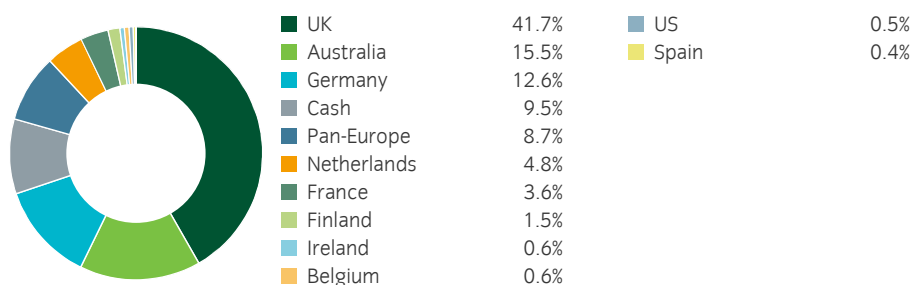 UK 41.7%
Australia 15.5%
Germany 12.6%
Cash 9.5%
Pan-Europe 8.7%
Netherlands 4.8%
France 3.6%
Finland 1.5%
Ireland 0.6%
Belgium 0.6%
US 0.5%
Spain 0.4%